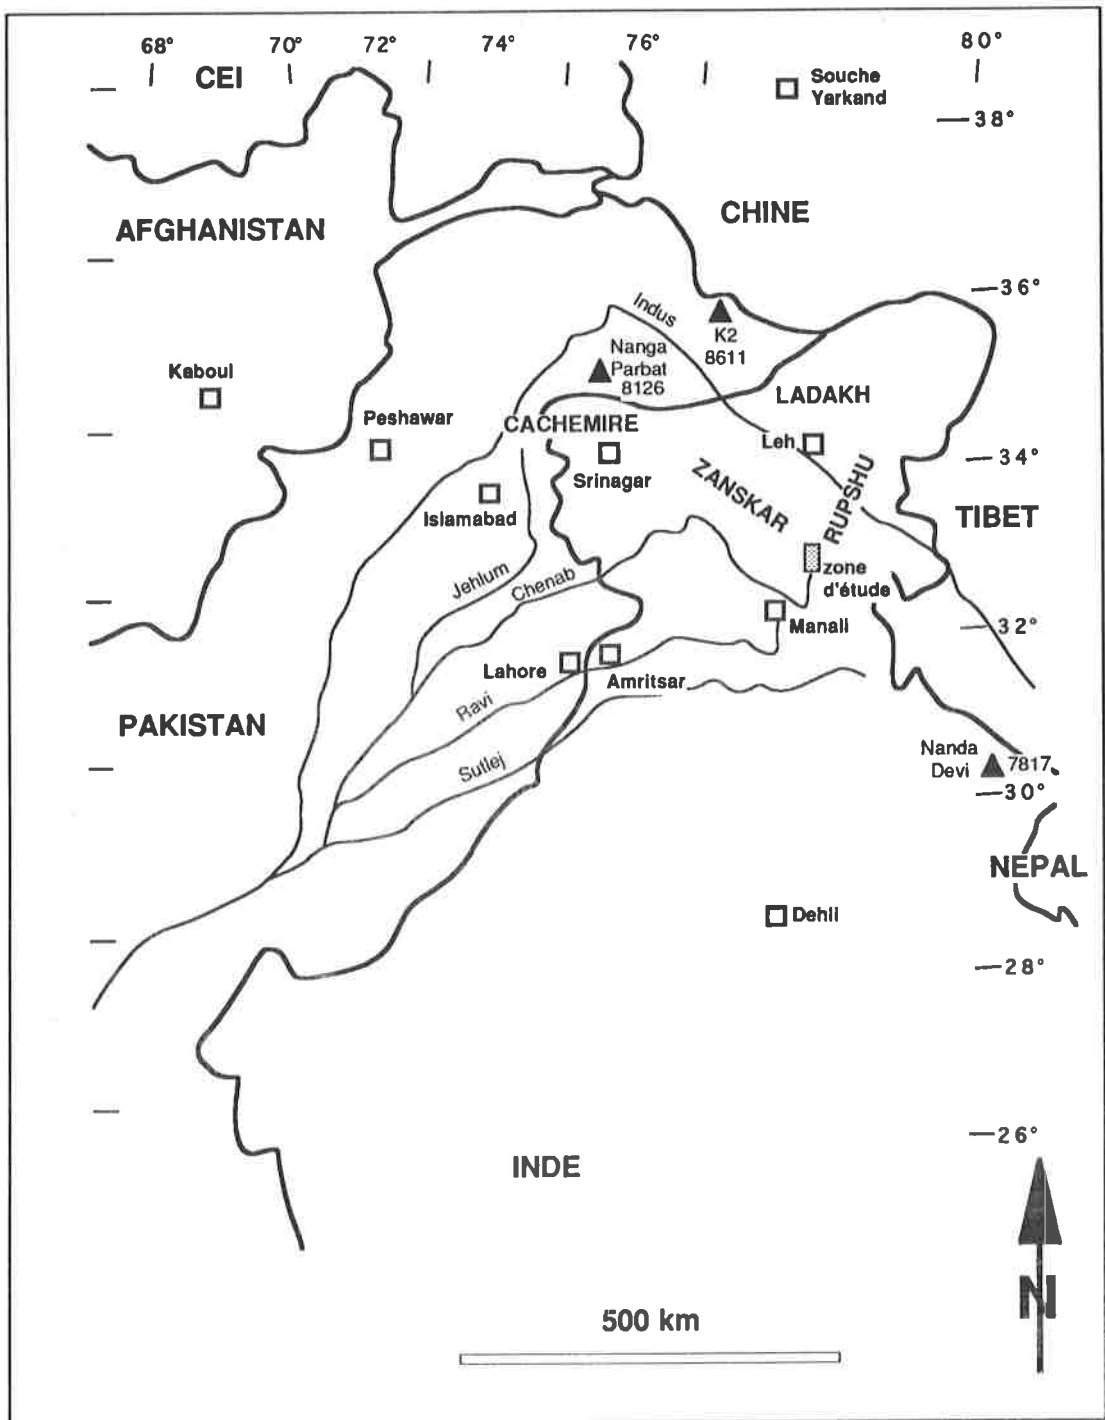 68°
70°
72°
74°
76°
80°
CEI
Souche
Yarkand
38°
AFGHANISTAN
CHINE
36°
Indus
K2
8611
Nanga
Parbat
8126
Kaboul
LADAKH
Peshawar
CACHEMIRE
Leh
34°
Srinagar
ZANSKAR
RUPSHU
Islamabad
TIBET
Jehlum
Chenab
zone
d'étude
Manali
32°
Lahore
Amritsar
Ravi
PAKISTAN
Sutlej
Nanda
Devi
7817
30°
NEPAL
Dehli
28°
26°
INDE
N
500 km